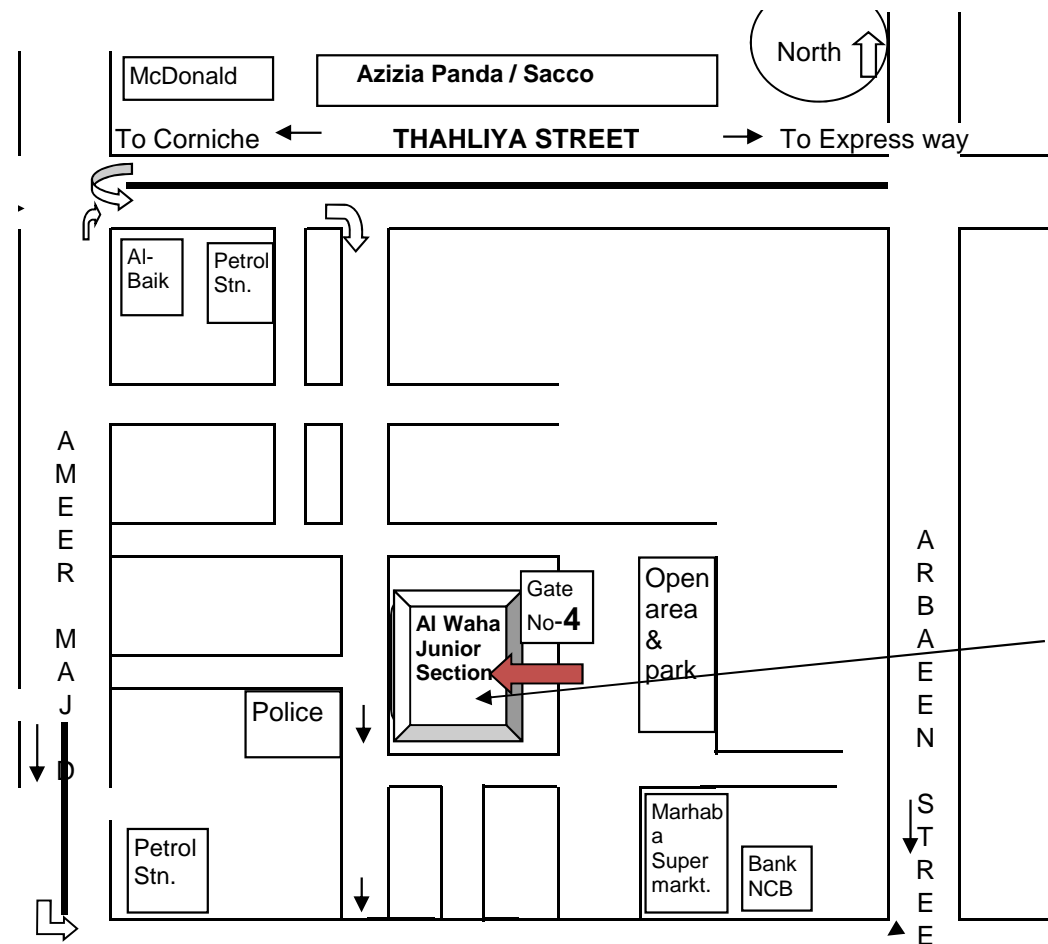 North
McDonald
Azizia Panda / Sacco
To Corniche
THAHLIYA STREET
To Express way
Al-
Baik
Petrol
Stn.
A
M
E
E
R
M
A
J
D
Gate
No-4
Al Waha
Junior
Section
Open
area
&
park
A
R
B
A
E
E
N
S
T
R
E
E
Police
Petrol
Stn.
Marhab
a
Super
markt.
Bank
NCB